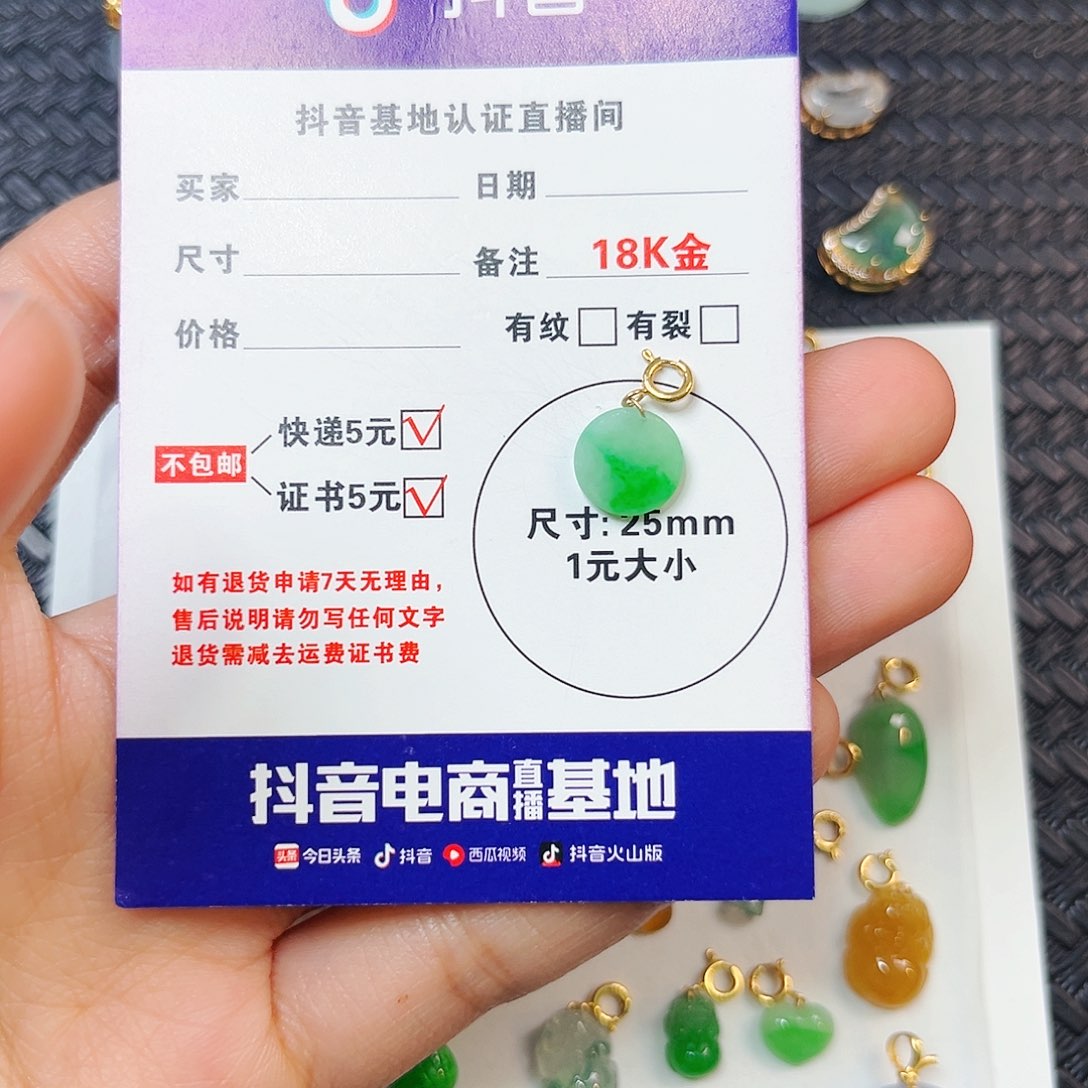 抖音
抖音基地认证直播间
买家 日期
尺寸 备注 18K金
价格 有纹 有裂
不包邮
快递5元
证书5元
尺寸: 25mm
1元大小
如有退货申请7天无理由,
售后说明请勿写任何文字
退货需减去运费证书费
抖音电商直播基地
头条 今日头条 抖音 西瓜视频 抖音火山版